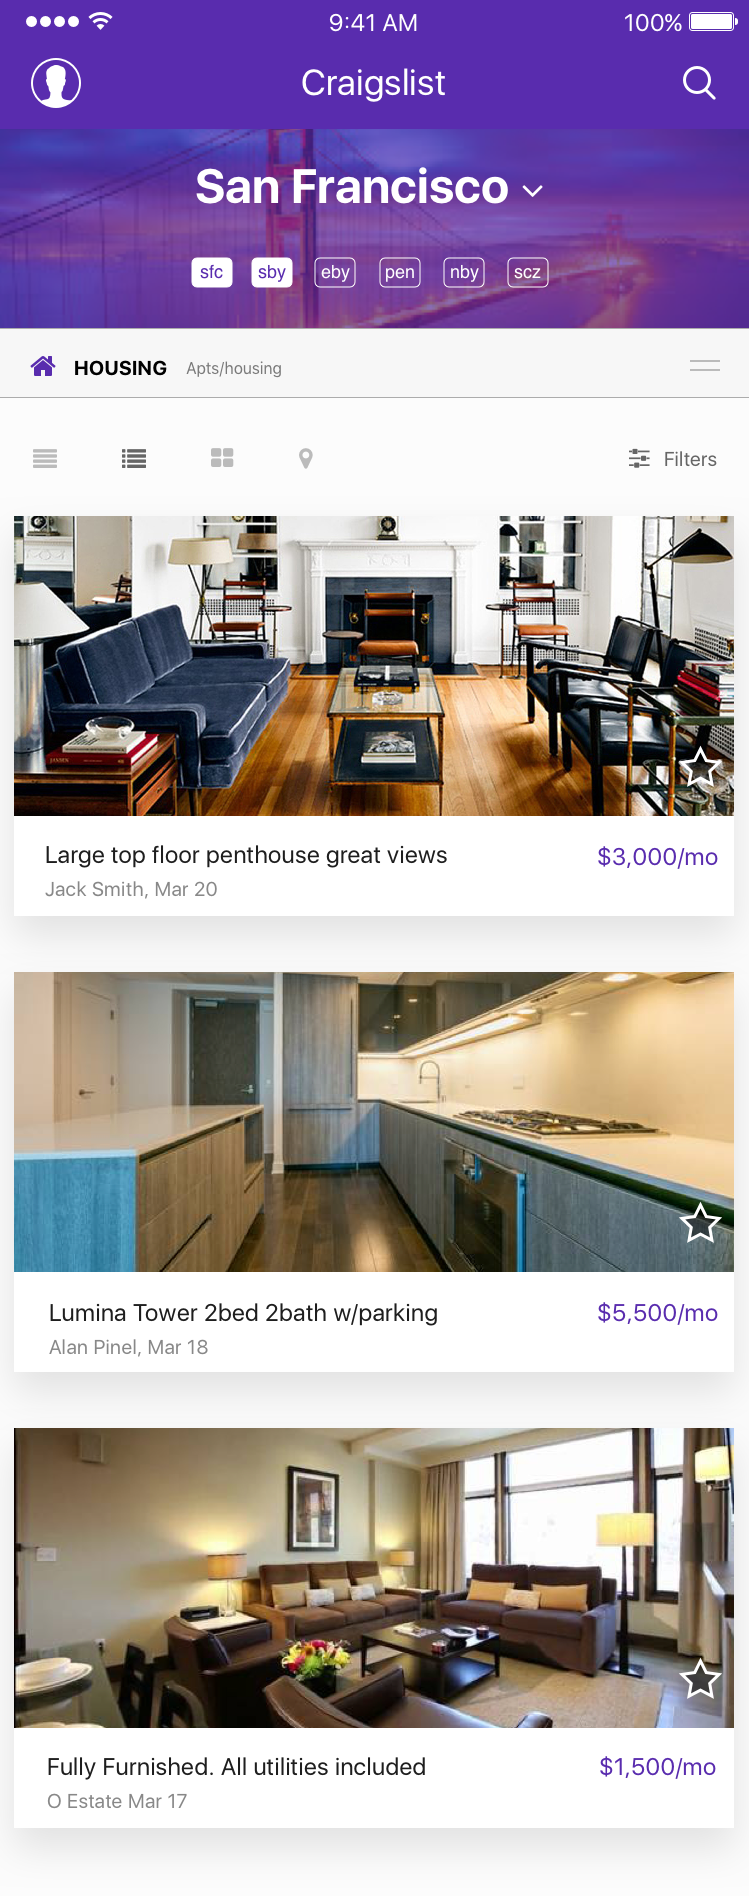 9:41 AM 100%
Craigslist
San Francisco
sfc sby eby pen nby scz
HOUSING Apts/housing
Filters
Large top floor penthouse great views $3,000/mo
Jack Smith, Mar 20
Lumina Tower 2bed 2bath w/parking $5,500/mo
Alan Pinel, Mar 18
Fully Furnished. All utilities included $1,500/mo
O Estate Mar 17